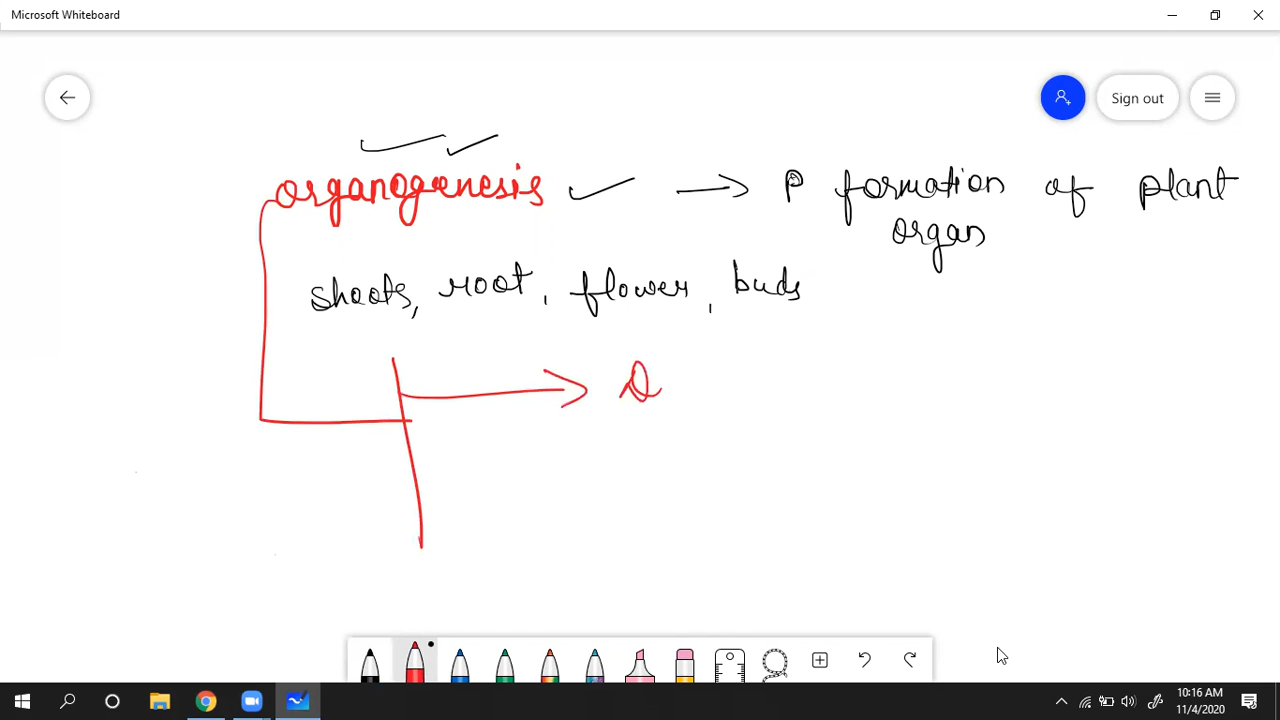 Microsoft Whiteboard
Sign out
organogenesis → P formation of plant
organ
shoots, root, flower, buds
D
10:16 AM
11/4/2020